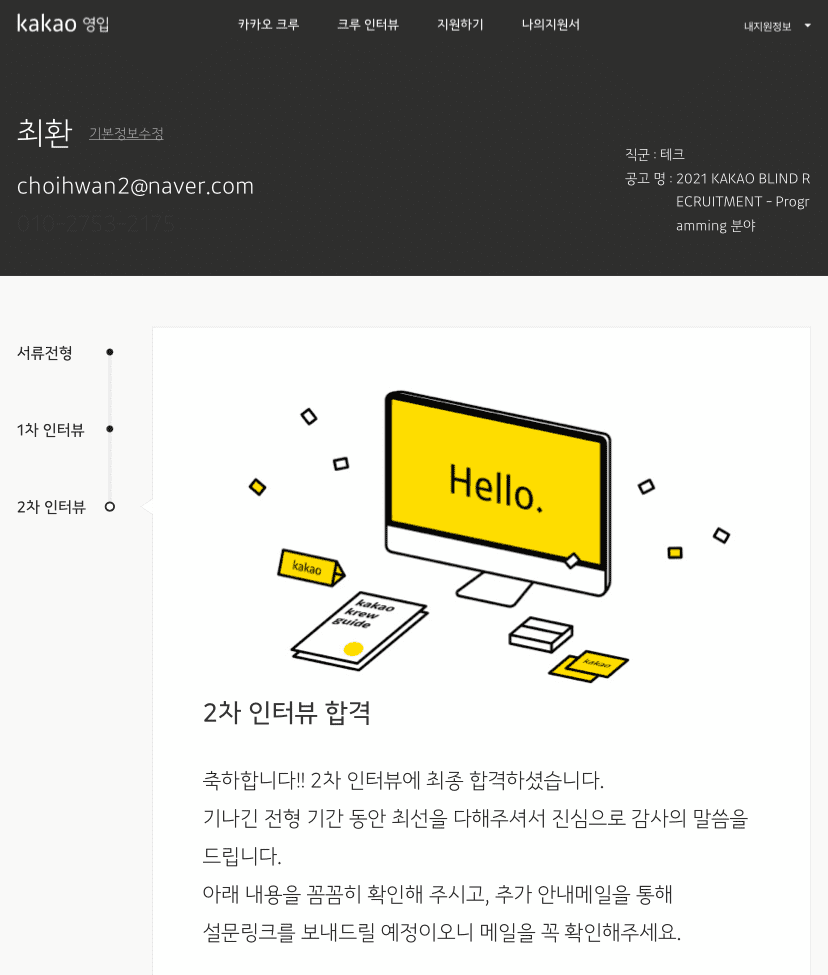 kakao 영입
카카오 크루 크루 인터뷰 지원하기 나의지원서 내지원정보
최환 기본정보수정
choihwan2@naver.com
010-2753-2175
직군 : 테크
공고 명 : 2021 KAKAO BLIND R
ECRUITMENT - Progr
amming 분야
서류전형
1차 인터뷰
2차 인터뷰
Hello.
kakao
kakao
krew
guide
kakao
2차 인터뷰 합격
축하합니다!! 2차 인터뷰에 최종 합격하셨습니다.
기나긴 전형 기간 동안 최선을 다해주셔서 진심으로 감사의 말씀을
드립니다.
아래 내용을 꼼꼼히 확인해 주시고, 추가 안내메일을 통해
설문링크를 보내드릴 예정이오니 메일을 꼭 확인해주세요.